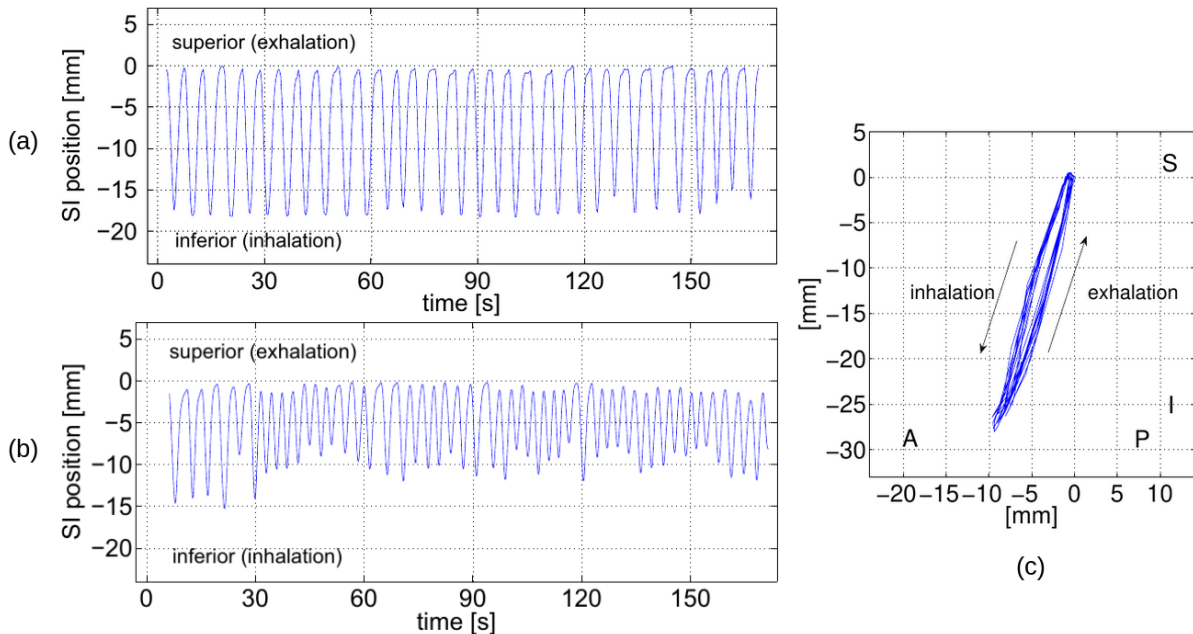 (a)
SI position [mm]
5
0
−5
−10
−15
−20
superior (exhalation)
inferior (inhalation)
0 30 60 90 120 150
time [s]
(b)
SI position [mm]
5
0
−5
−10
−15
−20
superior (exhalation)
inferior (inhalation)
0 30 60 90 120 150
time [s]
[mm]
5
0
−5
−10
−15
−20
−25
−30
S
inhalation
exhalation
I
A P
−20 −15 −10 −5 0 5 10
[mm]
(c)